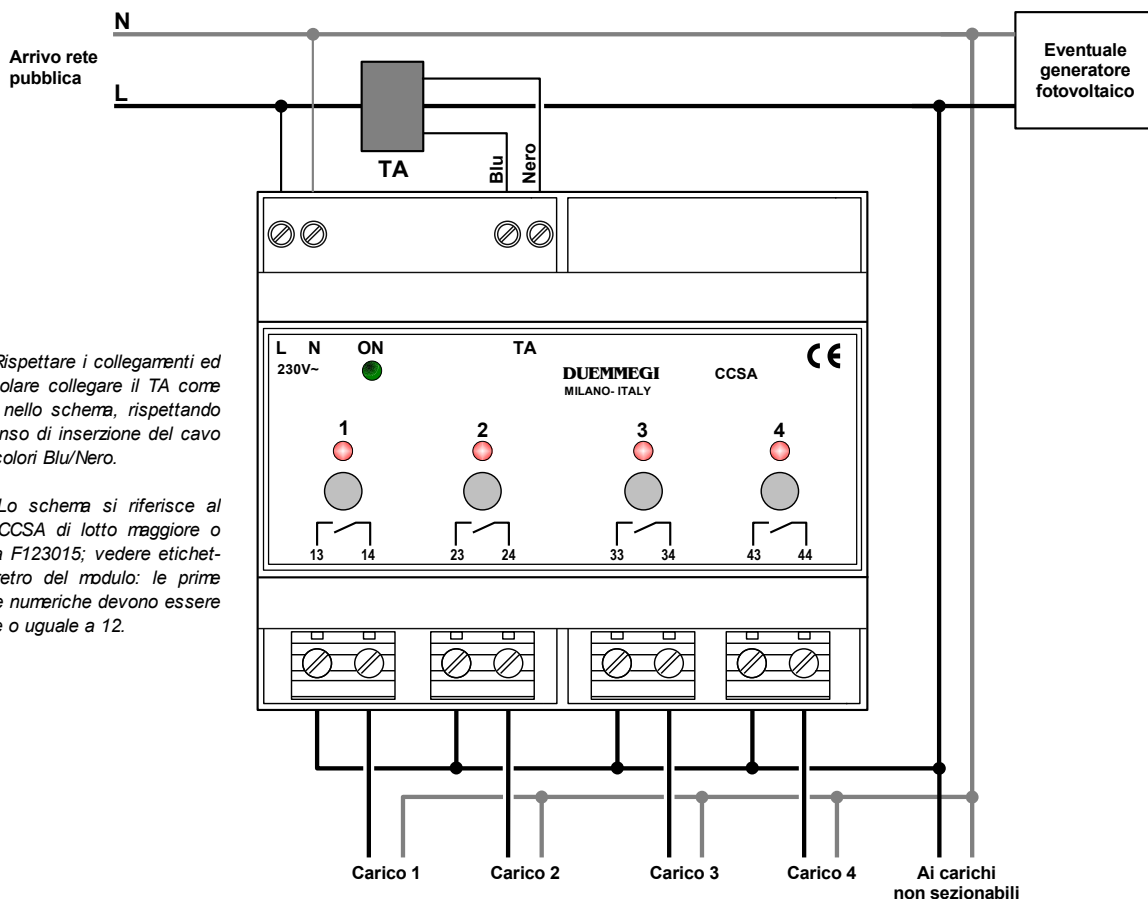 N
Arrivo rete
pubblica
L
Eventuale
generatore
fotovoltaico
TA
Blu
Nero
Rispettare i collegamenti ed
olare collegare il TA come
nello schema, rispettando
nso di inserzione del cavo
colori Blu/Nero.
Lo schema si riferisce al
CCSA di lotto maggiore o
a F123015; vedere etichet-
retro del modulo: le prime
e numeriche devono essere
e o uguale a 12.
L N ON TA
230V~
DUEMMEGI CCSA CE
MILANO- ITALY
1 2 3 4
13 14 23 24 33 34 43 44
Carico 1 Carico 2 Carico 3 Carico 4 Ai carichi
non sezionabili